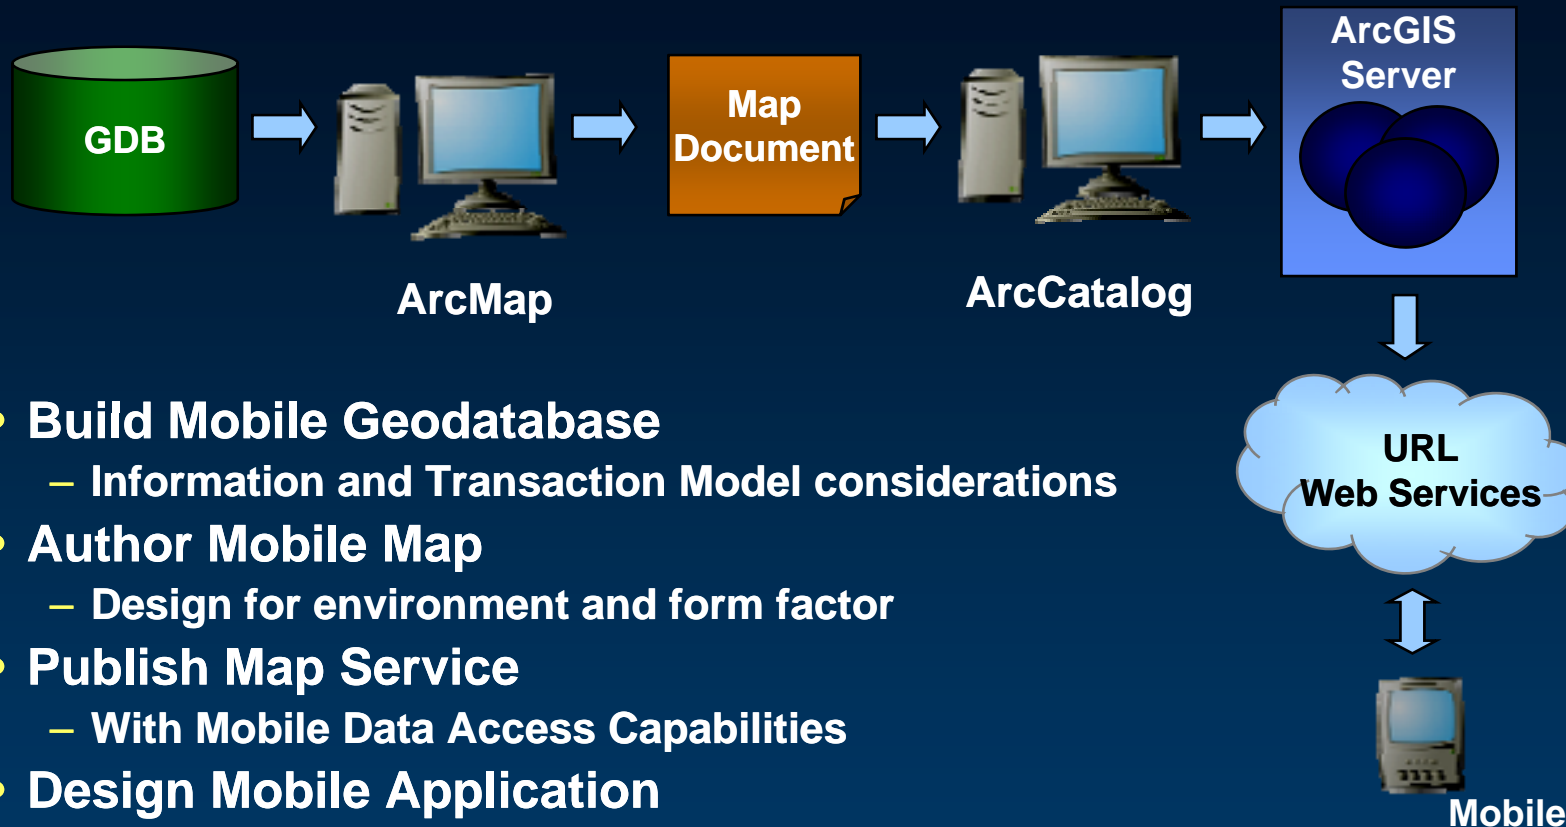 GDB
ArcMap
Map
Document
ArcCatalog
ArcGIS
Server
URL
Web Services
Mobile
• Build Mobile Geodatabase
– Information and Transaction Model considerations
• Author Mobile Map
– Design for environment and form factor
• Publish Map Service
– With Mobile Data Access Capabilities
• Design Mobile Application